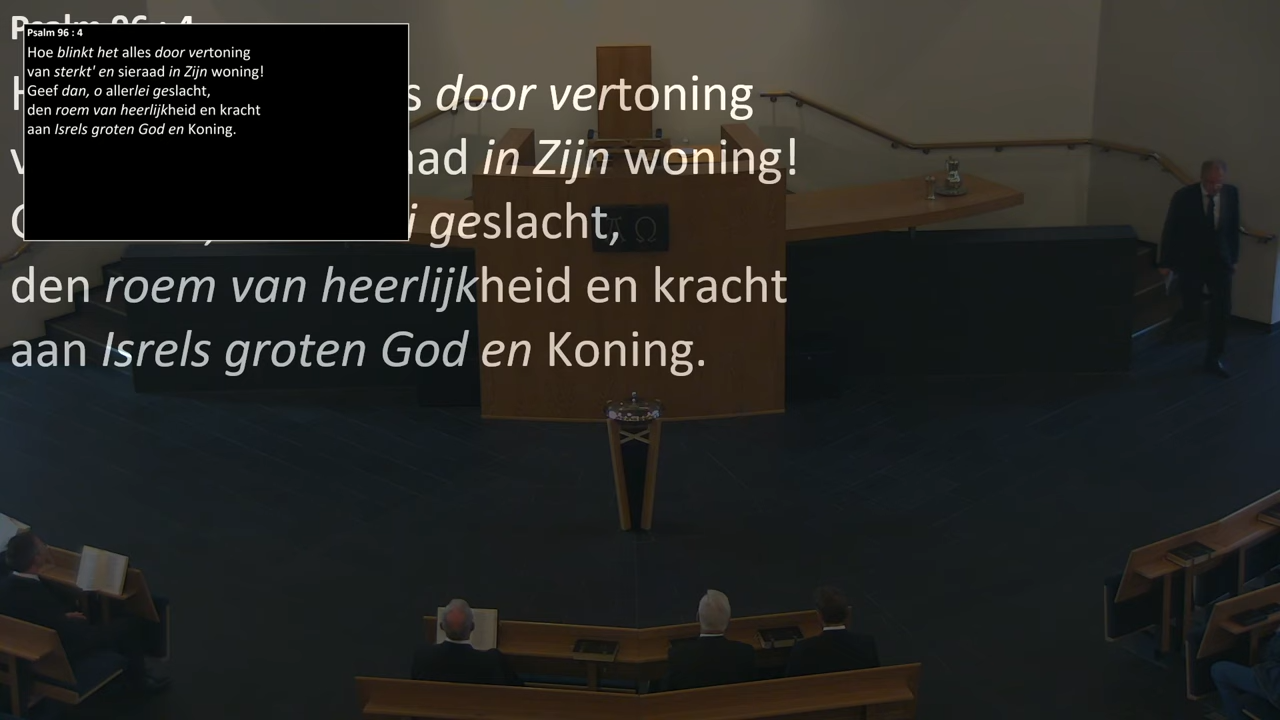 Psalm 96 : 4
Hoe blinkt het alles door vertoning
van sterkt' en sieraad in Zijn woning!
Geef dan, o allerlei geslacht,
den roem van heerlijkheid en kracht
aan Isrels groten God en Koning.
Psalm 96 : 4
s door vertoning
aad in Zijn woning!
i geslacht,
den roem van heerlijkheid en kracht
aan Isrels groten God en Koning.
Α Ω